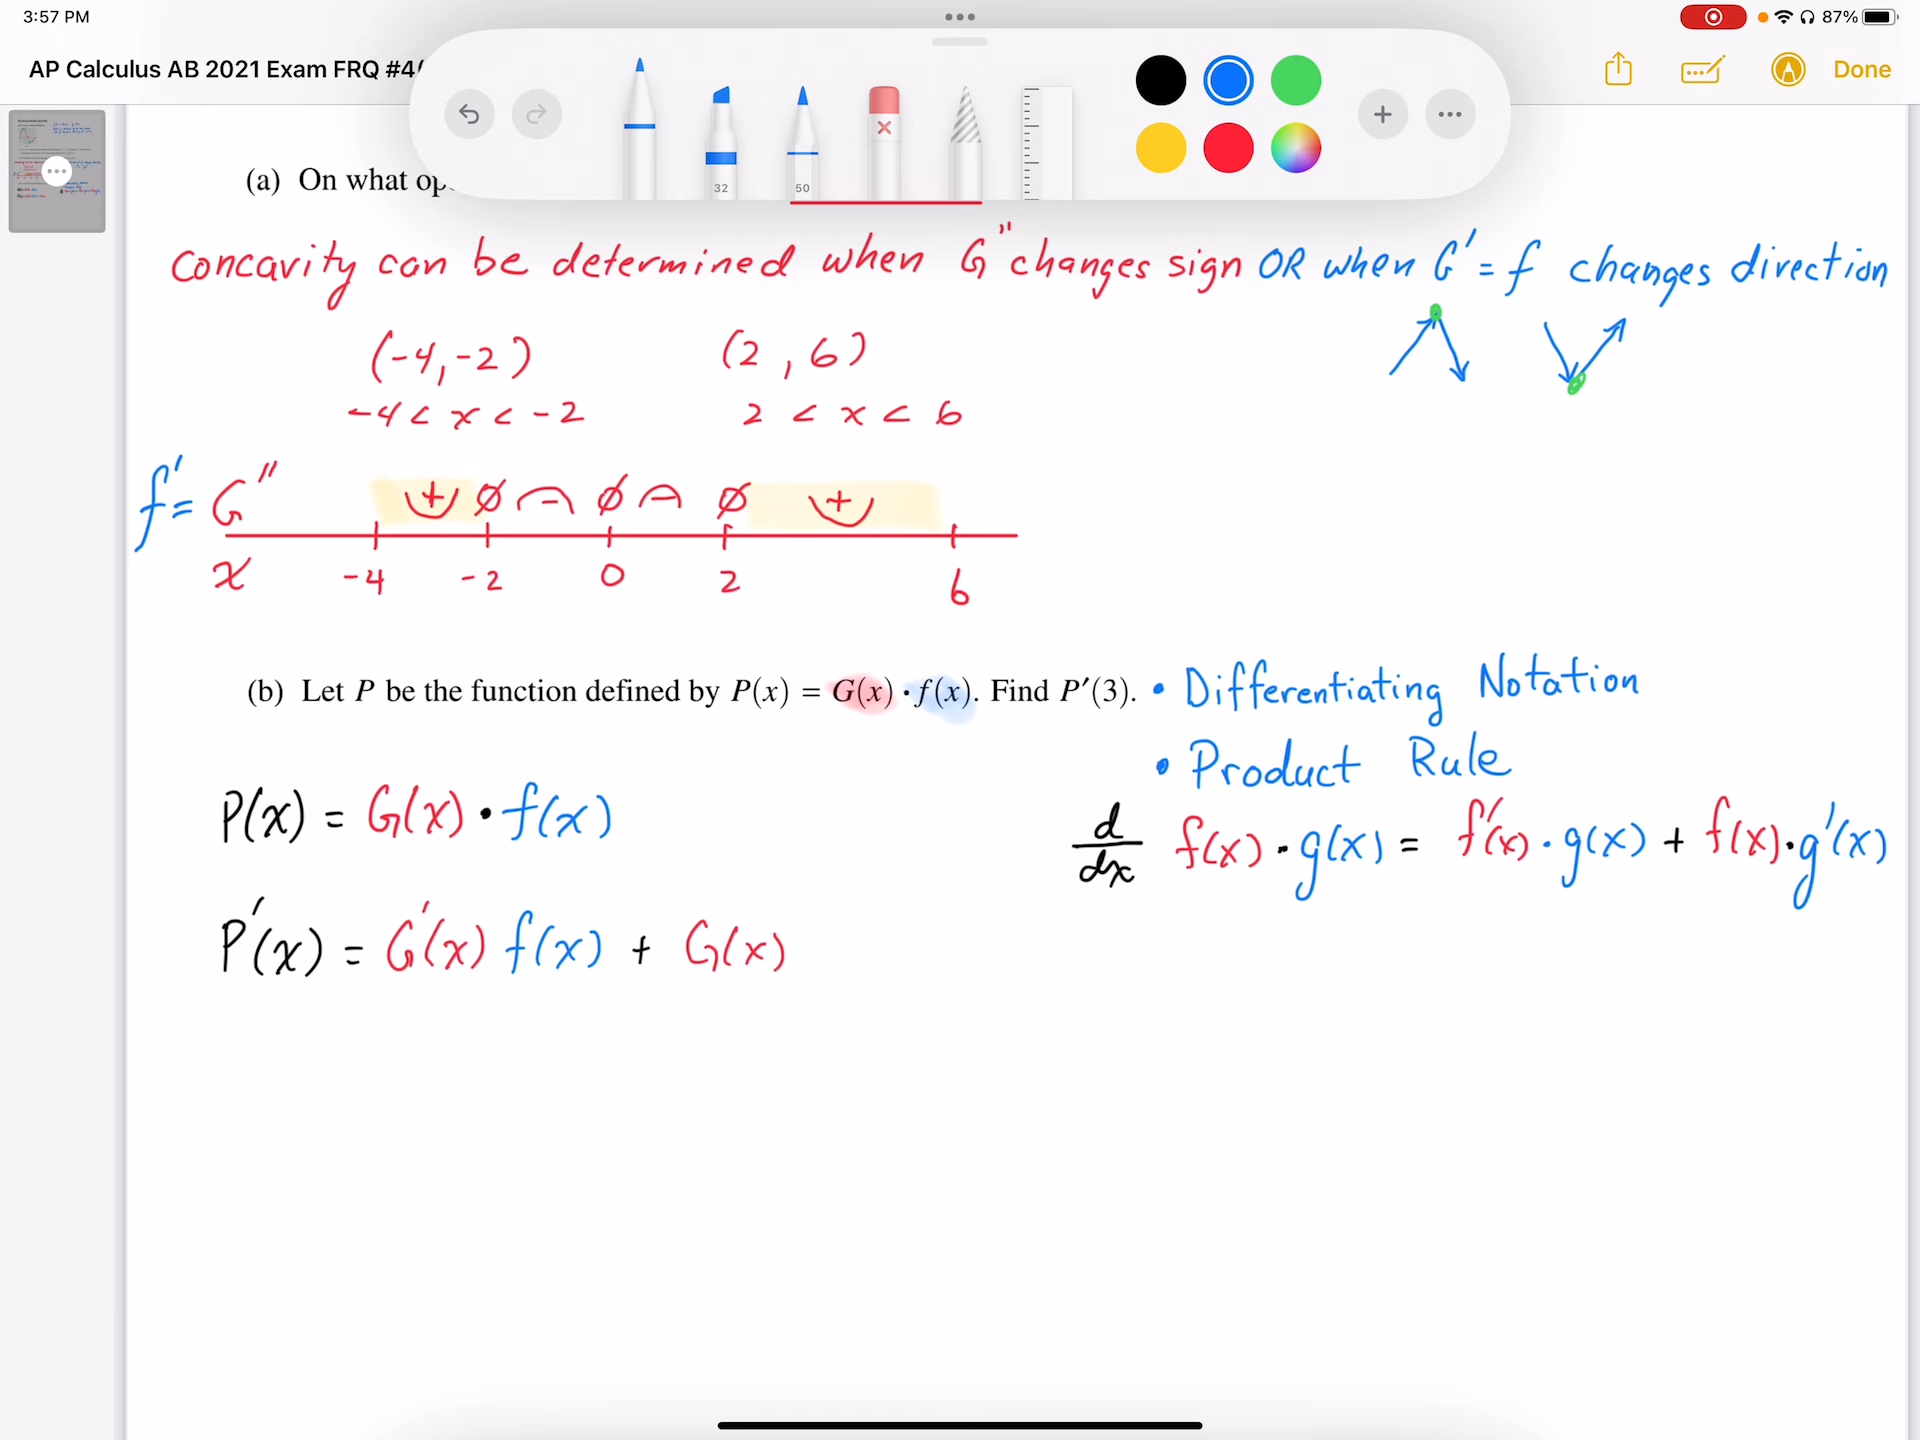 3:57 PM
87%
AP Calculus AB 2021 Exam FRQ #4(
Done
32
50
(a) On what op
Concavity can be determined when G" changes sign OR when G' = f changes direction
(-4,-2) (2 , 6)
-4 < x < -2 2 < x < 6
f' = G" + Ø - Ø - Ø +
x -4 -2 0 2 6
(b) Let P be the function defined by P(x) = G(x) · f(x). Find P′(3).
• Differentiating Notation
• Product Rule
P(x) = G(x) · f(x)
d/dx f(x) · g(x) = f'(x) · g(x) + f(x) · g'(x)
P'(x) = G'(x) f(x) + G(x)